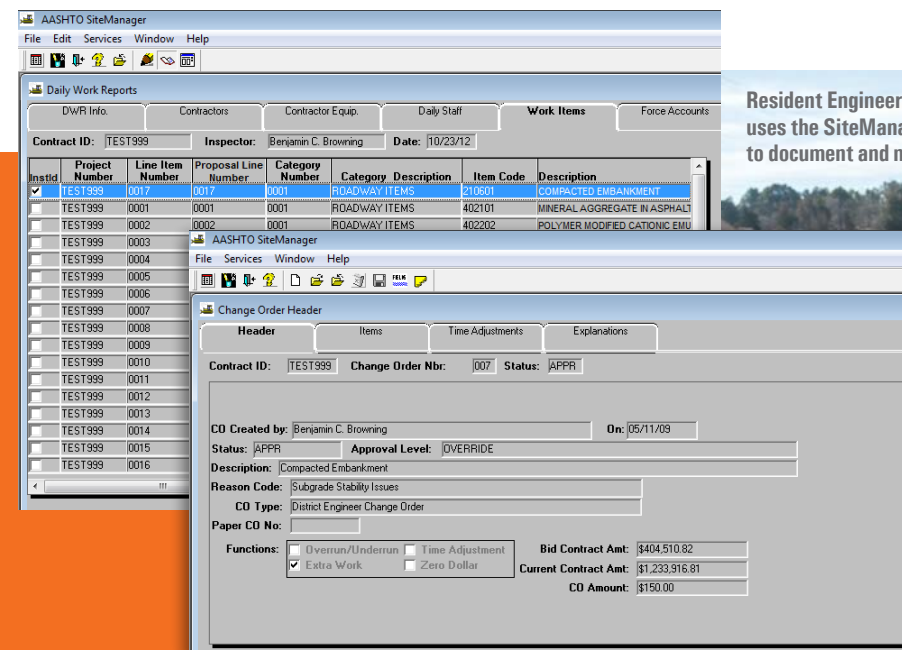 AASHTO SiteManager
File Edit Services Window Help
Daily Work Reports
DWR Info. Contractors Contractor Equip. Daily Staff Work Items Force Accounts
Contract ID: TEST999 Inspector: Benjamin C. Browning Date: 10/23/12
Instld Project Number Line Item Number Proposal Line Number Category Number Category Description Item Code Description
TEST999 0017 0017 0001 ROADWAY ITEMS 210601 COMPACTED EMBANKMENT
TEST999 0001 0001 0001 ROADWAY ITEMS 402101 MINERAL AGGREGATE IN ASPHALT
TEST999 0002 0002 0001 ROADWAY ITEMS 402202 POLYMER MODIFIED CATIONIC EMU
TEST999 0003
TEST999 0004
TEST999 0005
TEST999 0006
TEST999 0007
TEST999 0008
TEST999 0009
TEST999 0010
TEST999 0011
TEST999 0012
TEST999 0013
TEST999 0014
TEST999 0015
TEST999 0016
Resident Engineer
uses the SiteMana
to document and m
AASHTO SiteManager
File Services Window Help
Change Order Header
Header Items Time Adjustments Explanations
Contract ID: TEST999 Change Order Nbr: 007 Status: APPR
CO Created by: Benjamin C. Browning On: 05/11/09
Status: APPR Approval Level: OVERRIDE
Description: Compacted Embankment
Reason Code: Subgrade Stability Issues
CO Type: District Engineer Change Order
Paper CO No:
Functions: Overrun/Underrun Time Adjustment Bid Contract Amt: $404,510.82
Extra Work Zero Dollar Current Contract Amt: $1,233,916.81
CO Amount: $150.00